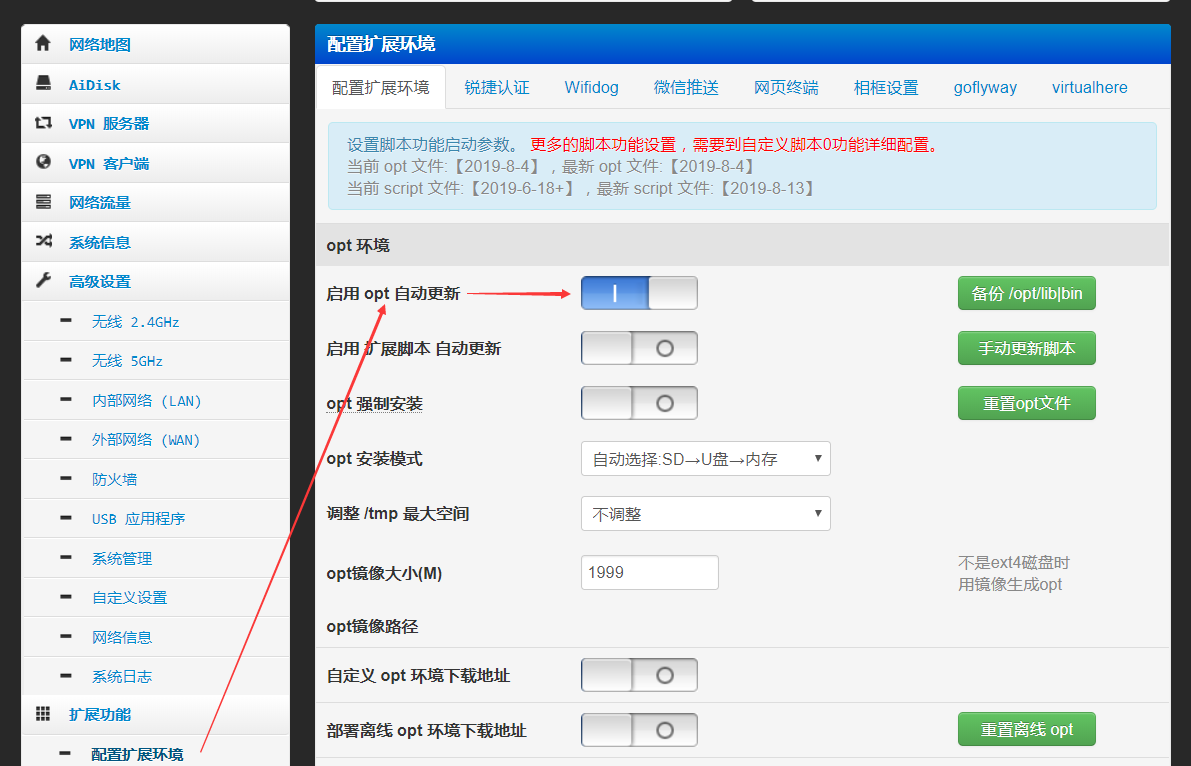 网络地图
AiDisk
VPN 服务器
VPN 客户端
网络流量
系统信息
高级设置
无线 2.4GHz
无线 5GHz
内部网络 (LAN)
外部网络 (WAN)
防火墙
USB 应用程序
系统管理
自定义设置
网络信息
系统日志
扩展功能
配置扩展环境
配置扩展环境
配置扩展环境 锐捷认证 Wifidog 微信推送 网页终端 相框设置 goflyway virtualhere
设置脚本功能启动参数。 更多的脚本功能设置，需要到自定义脚本0功能详细配置。
当前 opt 文件:【2019-8-4】，最新 opt 文件:【2019-8-4】
当前 script 文件:【2019-6-18+】，最新 script 文件:【2019-8-13】
opt 环境
启用 opt 自动更新 备份 /opt/lib|bin
启用 扩展脚本 自动更新 手动更新脚本
opt 强制安装 重置opt文件
opt 安装模式 自动选择:SD→U盘→内存
调整 /tmp 最大空间 不调整
opt镜像大小(M) 1999 不是ext4磁盘时
用镜像生成opt
opt镜像路径
自定义 opt 环境下载地址
部署离线 opt 环境下载地址 重置离线 opt